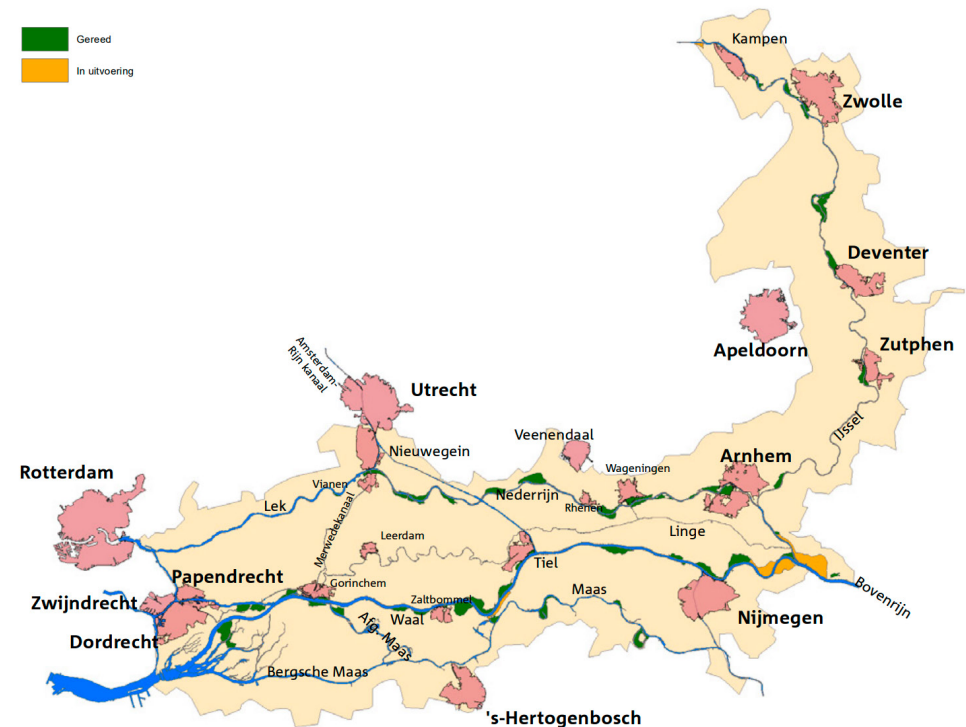 Gereed
In uitvoering
Kampen
Zwolle
Deventer
Apeldoorn
Zutphen
Amsterdam-
Rijn kanaal
Utrecht
IJssel
Veenendaal
Nieuwegein
Arnhem
Rotterdam
Wageningen
Vianen
Nederrijn
Lek
Rhenen
Merwedekanaal
Linge
Leerdam
Tiel
Papendrecht
Gorinchem
Bovenrijn
Maas
Zwijndrecht
Zaltbommel
Waal
Nijmegen
Afg. Maas
Dordrecht
Bergsche Maas
's-Hertogenbosch